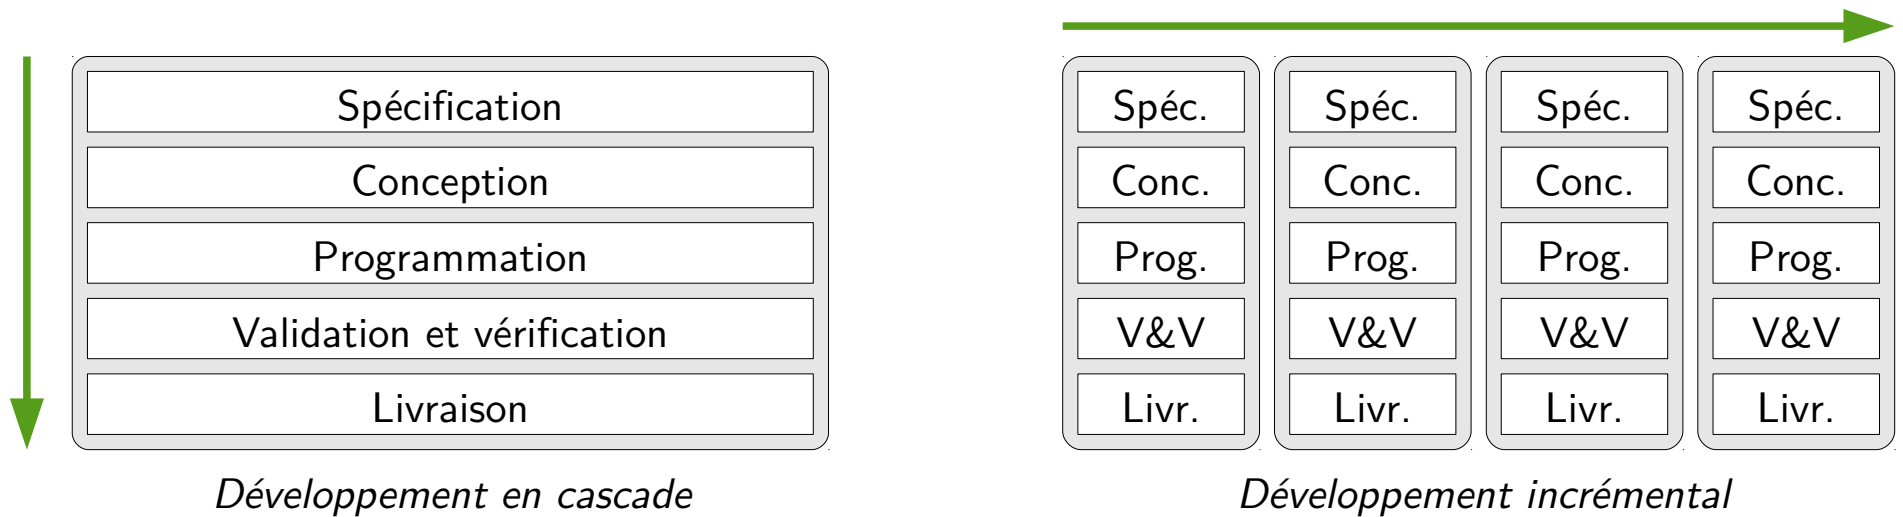 Spécification
Conception
Programmation
Validation et vérification
Livraison
Développement en cascade
Spéc. Spéc. Spéc. Spéc.
Conc. Conc. Conc. Conc.
Prog. Prog. Prog. Prog.
V&V V&V V&V V&V
Livr. Livr. Livr. Livr.
Développement incrémental